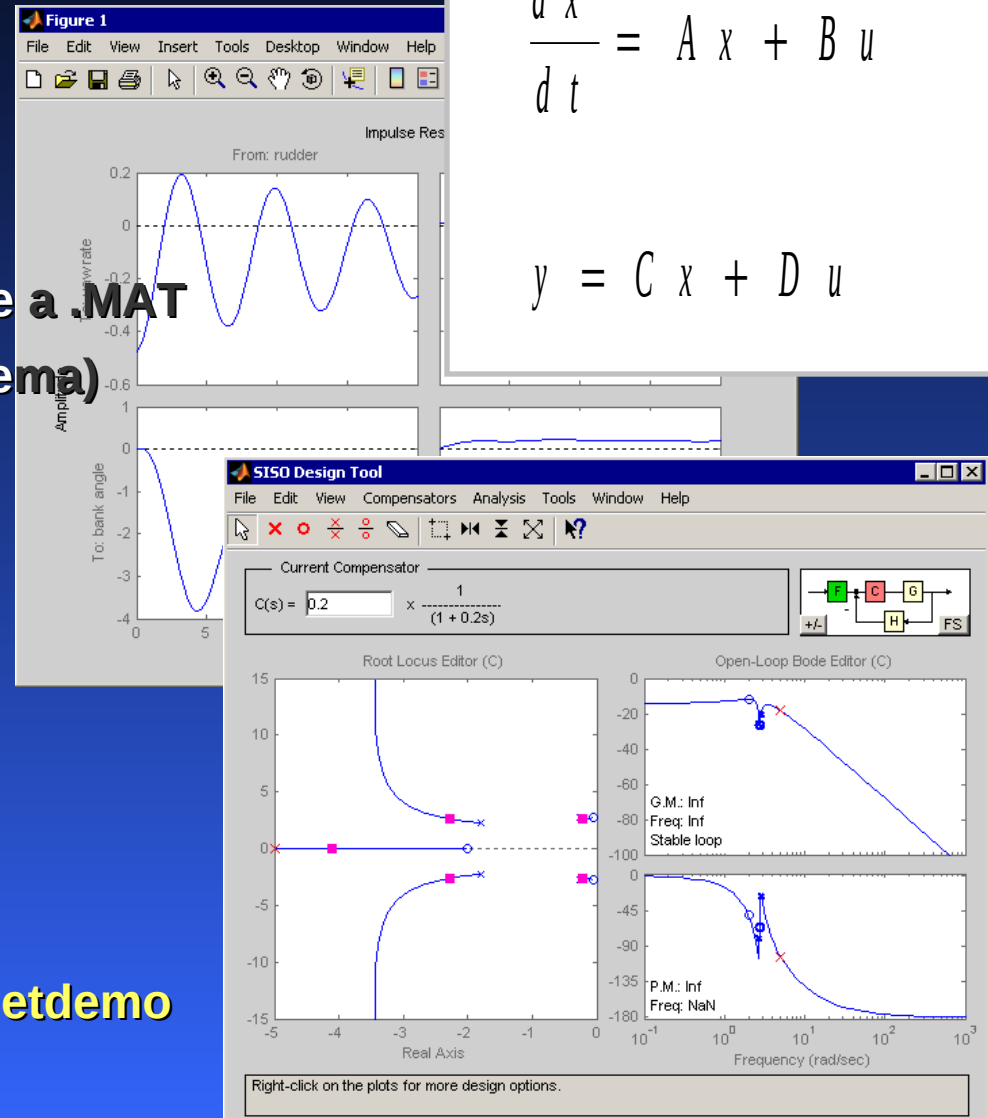 Figure 1
File Edit View Insert Tools Desktop Window Help
Impulse Res
From: rudder
0.2
0
-0.2
-0.4
-0.6
Amplitude
1
0
-1
-2
-3
-4
To: bank angle
0
5
d x
d t
= A x + B u
y = C x + D u
e a .MAT
ema)
SISO Design Tool
File Edit View Compensators Analysis Tools Window Help
Current Compensator
C(s) = 0.2 x 1
(1 + 0.2s)
F C G
H
+/-
FS
Root Locus Editor (C)
15
10
5
0
-5
-10
-15
-5 -4 -3 -2 -1 0
Real Axis
Open-Loop Bode Editor (C)
0
-20
-40
-60
-80
-100
G.M.: Inf
Freq: Inf
Stable loop
0
-45
-90
-135
-180
P.M.: Inf
Freq: NaN
10^-1 10^0 10^1 10^2 10^3
Frequency (rad/sec)
Right-click on the plots for more design options.
etdemo